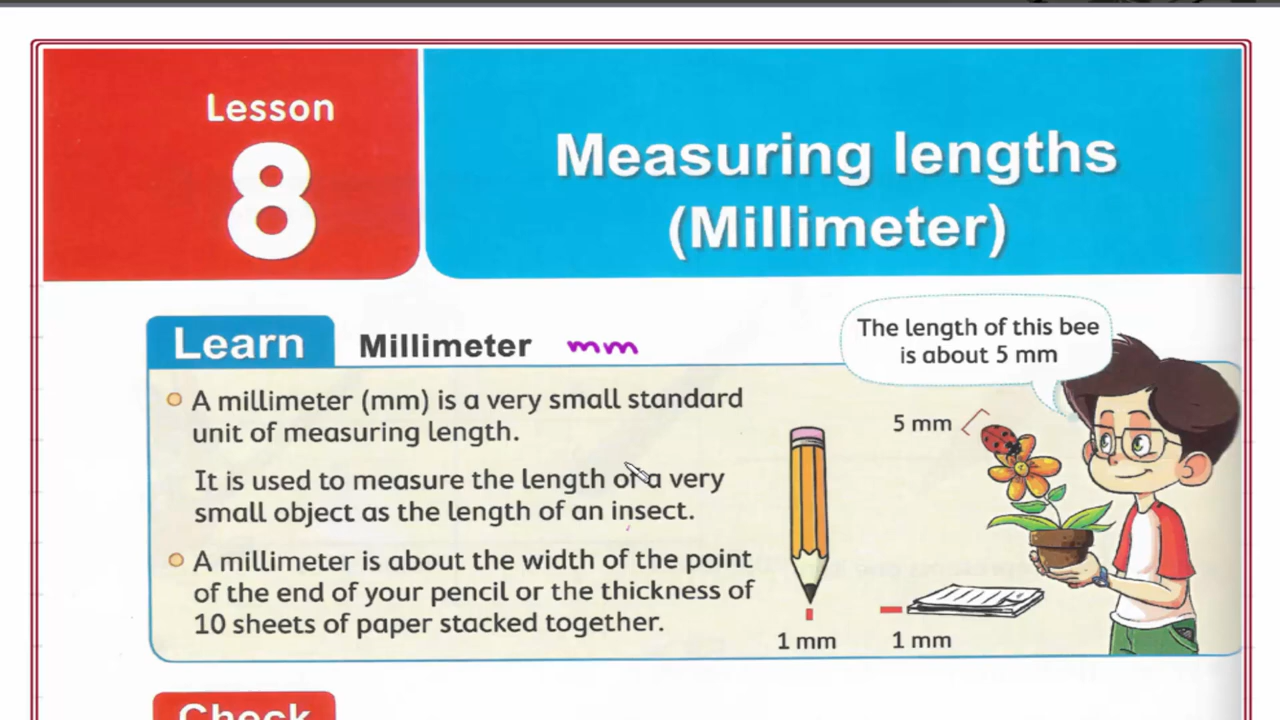 Lesson
8
Measuring lengths
(Millimeter)
Learn
Millimeter mm
The length of this bee
is about 5 mm
A millimeter (mm) is a very small standard
unit of measuring length.
It is used to measure the length of a very
small object as the length of an insect.
A millimeter is about the width of the point
of the end of your pencil or the thickness of
10 sheets of paper stacked together.
5 mm
1 mm
1 mm
Check